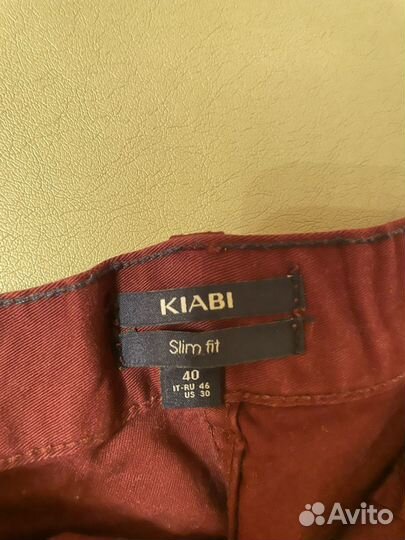 KIABI
Slim fit
40
IT-RU 46
US 30
Avito